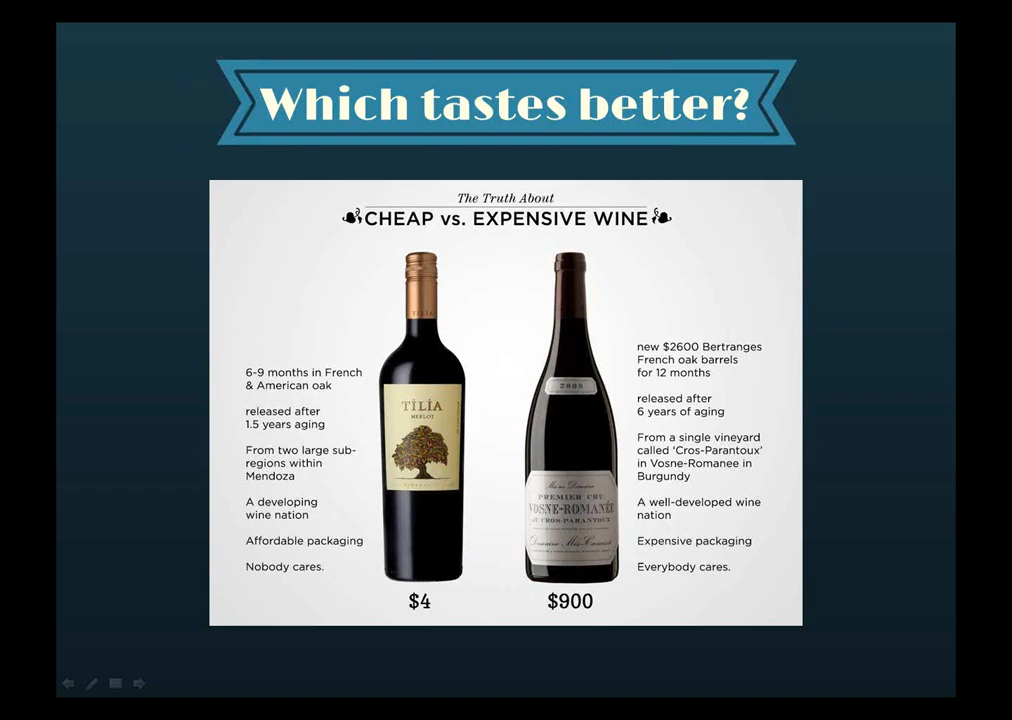 Which tastes better?
The Truth About
CHEAP vs. EXPENSIVE WINE
6-9 months in French
& American oak
released after
1.5 years aging
From two large sub-
regions within
Mendoza
A developing
wine nation
Affordable packaging
Nobody cares.
TILIA
TİLİA
MERLOT
$4
2008
PREMIER CRU
VOSNE-ROMANÉE
AU CROS-PARANTOUX
$900
new $2600 Bertranges
French oak barrels
for 12 months
released after
6 years of aging
From a single vineyard
called ‘Cros-Parantoux’
in Vosne-Romanee in
Burgundy
A well-developed wine
nation
Expensive packaging
Everybody cares.